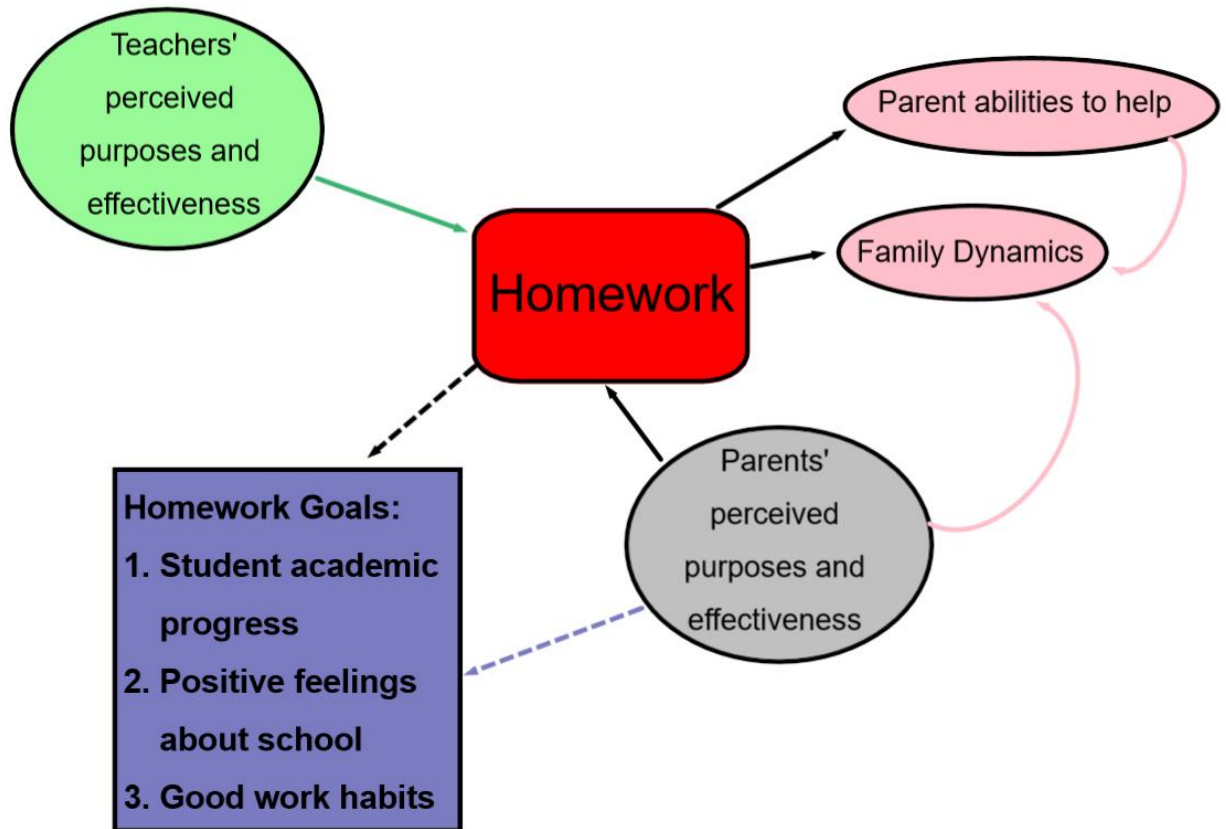 Teachers'
perceived
purposes and
effectiveness
Parent abilities to help
Family Dynamics
Homework
Parents'
perceived
purposes and
effectiveness
Homework Goals:
1. Student academic
progress
2. Positive feelings
about school
3. Good work habits